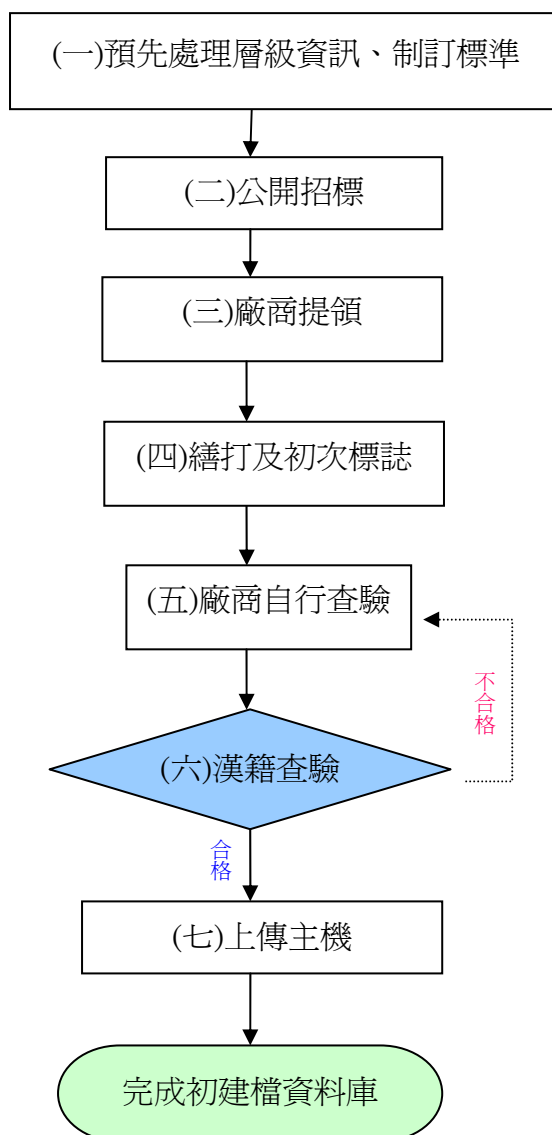 (一)預先處理層級資訊、制訂標準
(二)公開招標
(三)廠商提領
(四)繕打及初次標誌
(五)廠商自行查驗
不合格
(六)漢籍查驗
合格
(七)上傳主機
完成初建檔資料庫